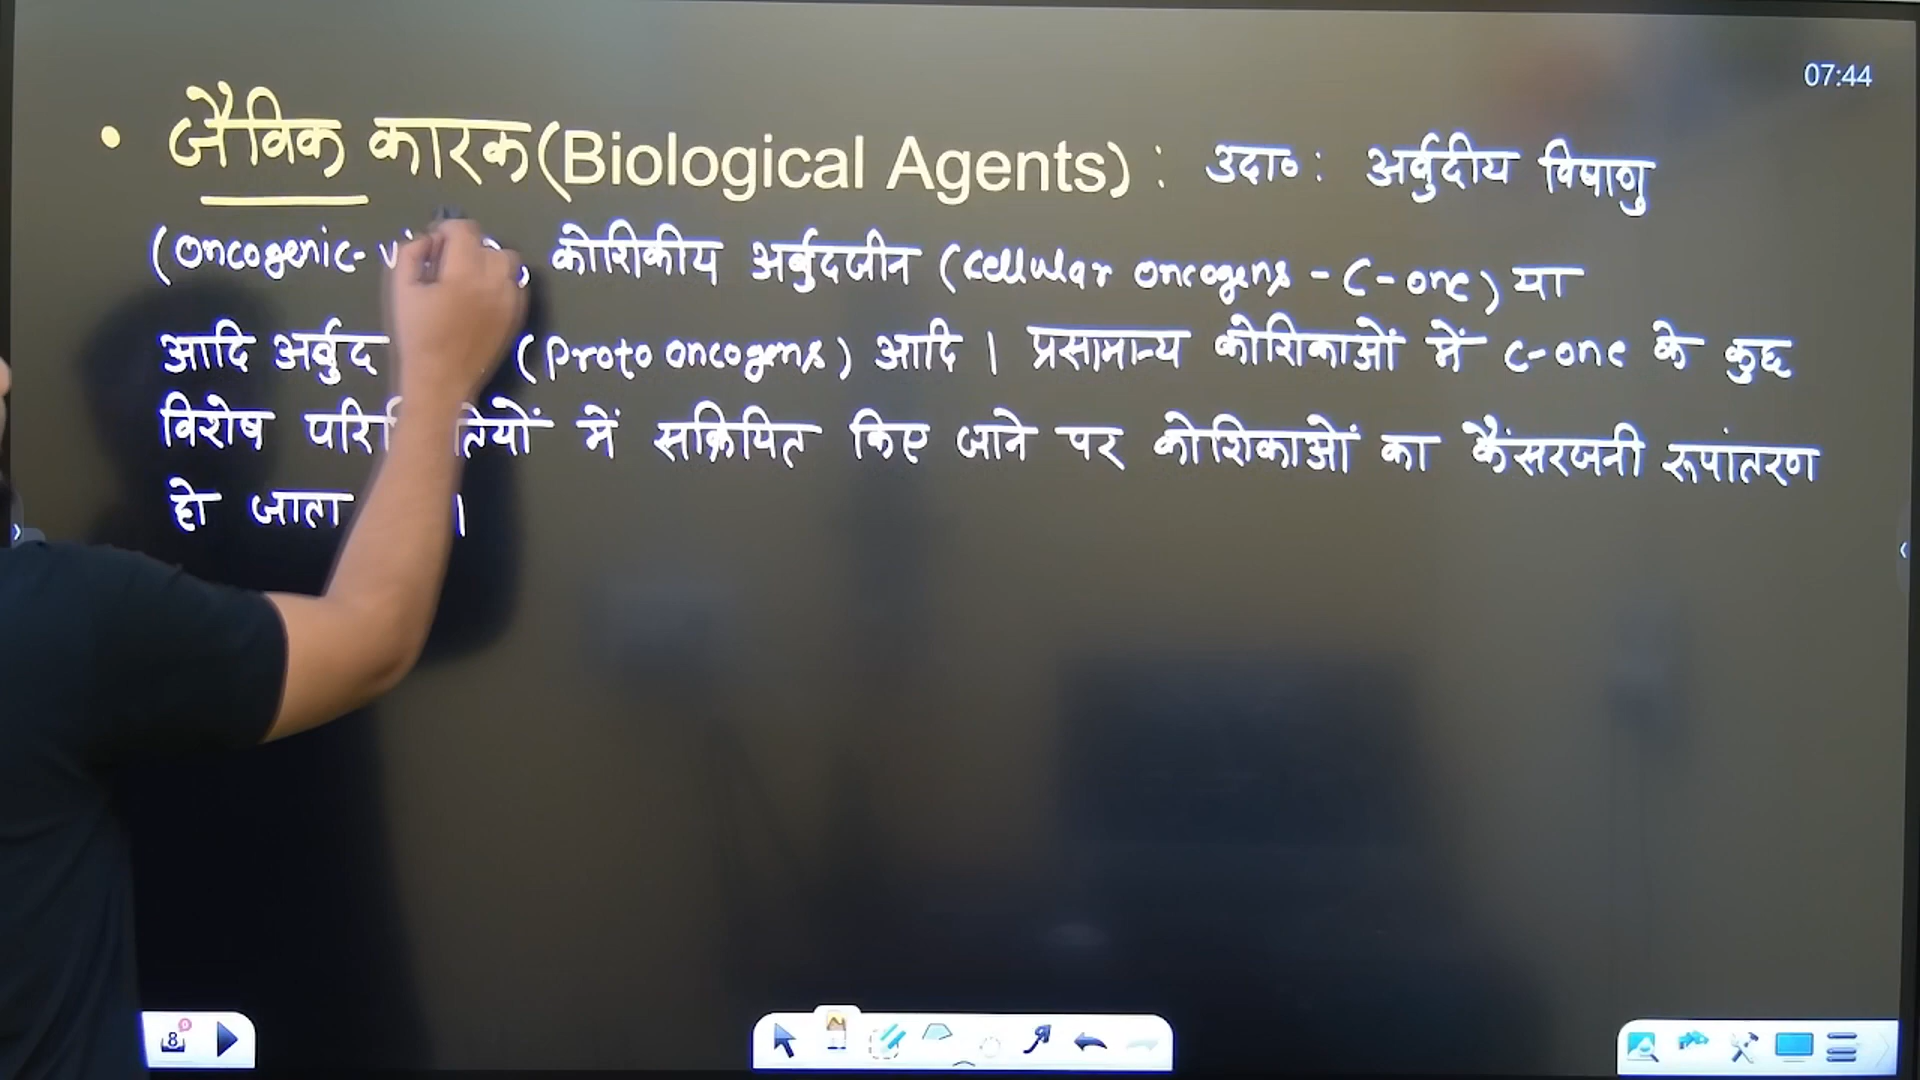 07:44
• जैविक कारक(Biological Agents) : उदा० : अर्बुदीय विषाणु
(Oncogenic- कोशिकीय अर्बुदजीन (Cellular oncogens - C-onc) या
आदि अर्बुद (Proto oncogens) आदि । प्रसामान्य कोशिकाओं में C-onc के कुछ
विशेष में सक्रियित किए जाने पर कोशिकाओं का कैंसरजनी रूपांतरण
हो जाता ।
8